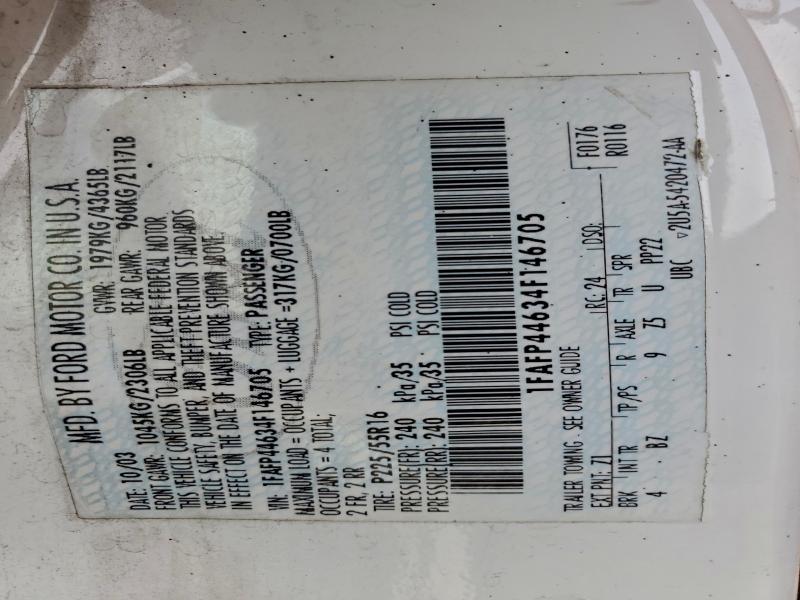 MFD. BY FORD MOTOR CO. IN U.S.A.
DATE: 10/03 GVWR: 1979KG/4365LB
FRONT GAWR: 1045KG/2306LB REAR GAWR: 960KG/2117LB
THIS VEHICLE CONFORMS TO ALL APPLICABLE FEDERAL MOTOR
VEHICLE SAFETY, BUMPER, AND THEFT PREVENTION STANDARDS
IN EFFECT ON THE DATE OF MANUFACTURE SHOWN ABOVE.
VIN: 1FAFP44634F146705 TYPE: PASSENGER
MAXIMUM LOAD = OCCUPANTS + LUGGAGE = 317KG/0700LB
OCCUPANTS = 4 TOTAL;
2 FR, 2 RR
TIRE: P225/55R16
PRESSURE(FR): 240 kPa/35 PSI COLD
PRESSURE(RR): 240 kPa/35 PSI COLD
1FAFP44634F146705
TRAILER TOWING - SEE OWNER GUIDE
F0176
R0116
EXT PNT: Z1 RC: 24 DSO:
BRK INT TR TP/PS R AXLE TR SPR
4 BZ 9 Z5 U PP22
UBC ▽2U5A-5420472-AA